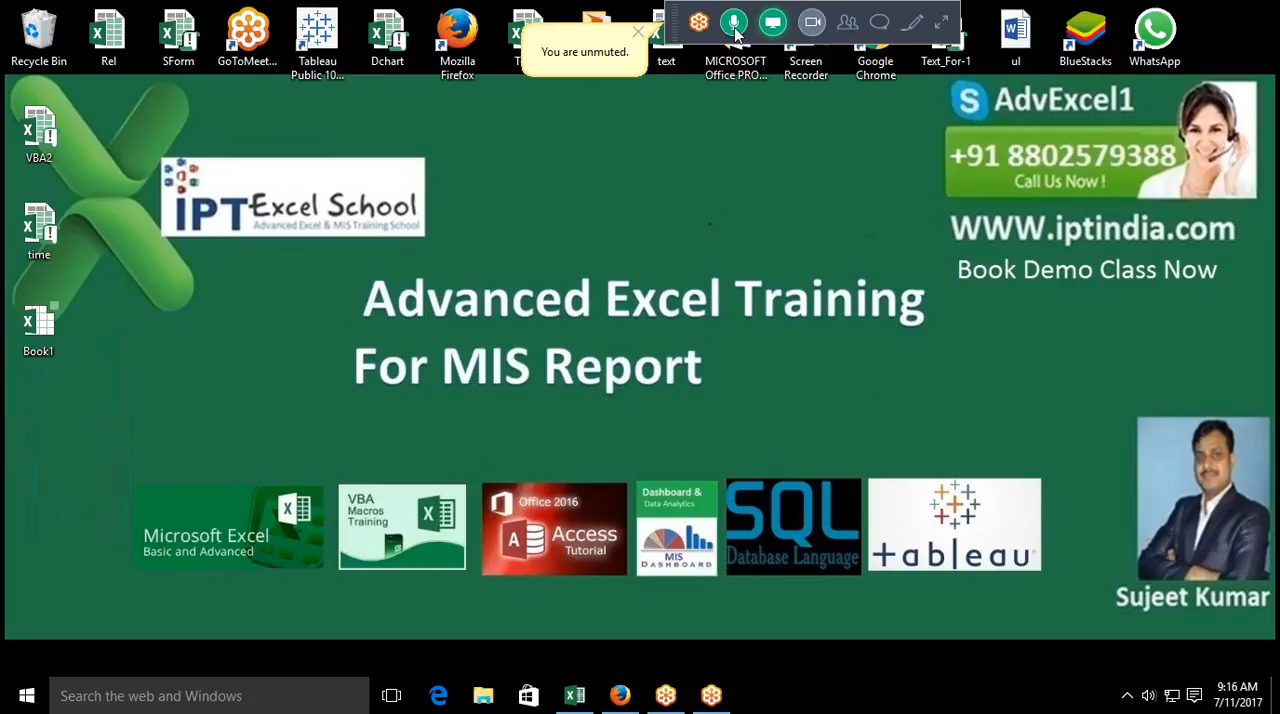 Recycle Bin
Rel
SForm
GoToMeet...
Tableau
Public 10...
Dchart
Mozilla
Firefox
You are unmuted.
text
MICROSOFT
Office PRO...
Screen
Recorder
Google
Chrome
Text_For-1
ul
BlueStacks
WhatsApp
VBA2
time
Book1
iPT Excel School
Advanced Excel & MIS Training School
AdvExcel1
+91 8802579388
Call Us Now !
WWW.iptindia.com
Book Demo Class Now
Advanced Excel Training
For MIS Report
Microsoft Excel
Basic and Advanced
VBA
Macros
Training
Office 2016
Access
Tutorial
Dashboard &
Data Analytics
MIS
DASHBOARD
SQL
Database Language
+ableau
Sujeet Kumar
Search the web and Windows
9:16 AM
7/11/2017